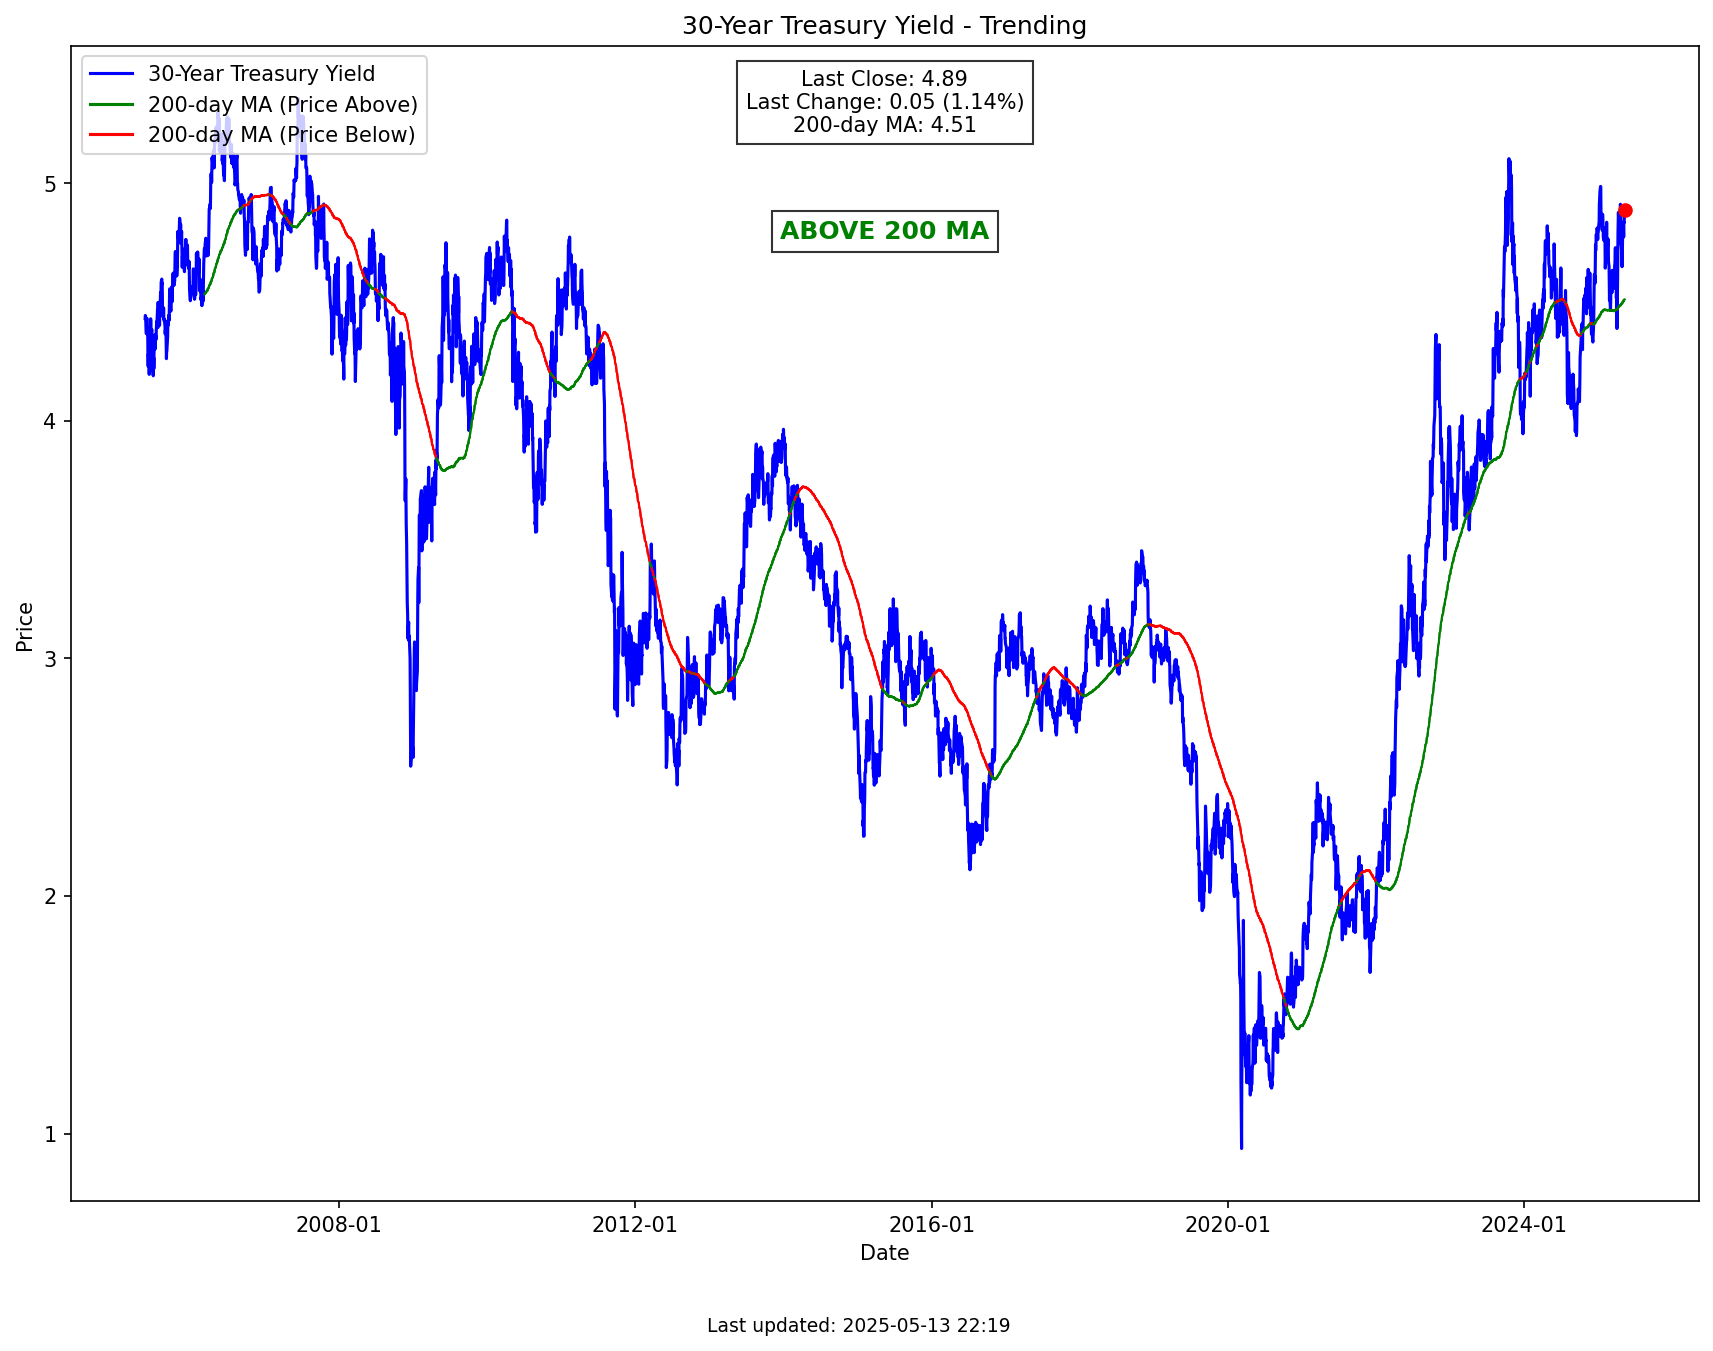 30-Year Treasury Yield - Trending
30-Year Treasury Yield
200-day MA (Price Above)
200-day MA (Price Below)
Last Close: 4.89
Last Change: 0.05 (1.14%)
200-day MA: 4.51
ABOVE 200 MA
5
4
3
2
1
Price
2008-01
2012-01
2016-01
2020-01
2024-01
Date
Last updated: 2025-05-13 22:19